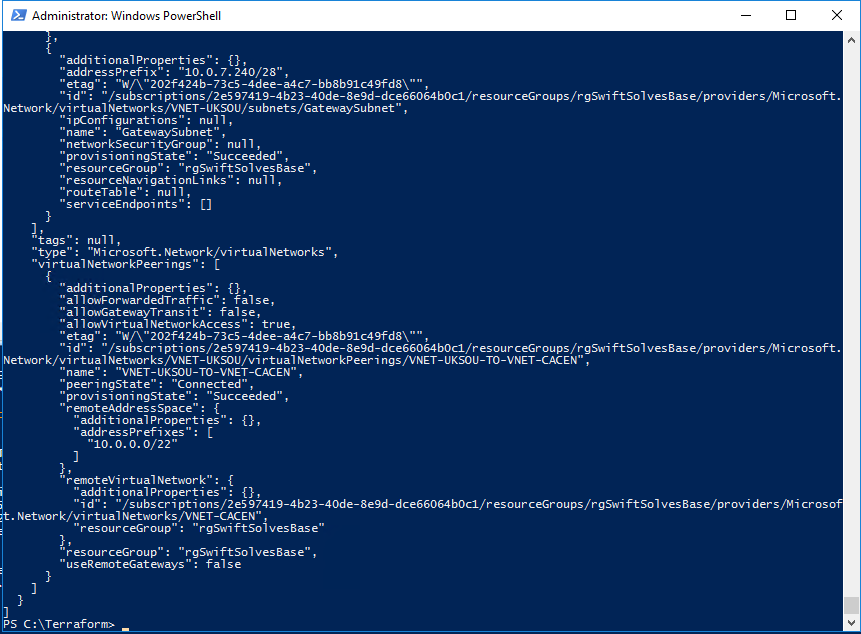 Administrator: Windows PowerShell
},
{
"additionalProperties": {},
"addressPrefix": "10.0.7.240/28",
"etag": "W/\"202f424b-73c5-4dee-a4c7-bb8b91c49fd8\"",
"id": "/subscriptions/2e597419-4b23-40de-8e9d-dce66064b0c1/resourceGroups/rgSwiftSolvesBase/providers/Microsoft.
Network/virtualNetworks/VNET-UKSOU/subnets/GatewaySubnet",
"ipConfigurations": null,
"name": "GatewaySubnet",
"networkSecurityGroup": null,
"provisioningState": "Succeeded",
"resourceGroup": "rgSwiftSolvesBase",
"resourceNavigationLinks": null,
"routeTable": null,
"serviceEndpoints": []
}
],
"tags": null,
"type": "Microsoft.Network/virtualNetworks",
"virtualNetworkPeerings": [
{
"additionalProperties": {},
"allowForwardedTraffic": false,
"allowGatewayTransit": false,
"allowVirtualNetworkAccess": true,
"etag": "W/\"202f424b-73c5-4dee-a4c7-bb8b91c49fd8\"",
"id": "/subscriptions/2e597419-4b23-40de-8e9d-dce66064b0c1/resourceGroups/rgSwiftSolvesBase/providers/Microsoft.
Network/virtualNetworks/VNET-UKSOU/virtualNetworkPeerings/VNET-UKSOU-TO-VNET-CACEN",
"name": "VNET-UKSOU-TO-VNET-CACEN",
"peeringState": "Connected",
"provisioningState": "Succeeded",
"remoteAddressSpace": {
"additionalProperties": {},
"addressPrefixes": [
"10.0.0.0/22"
]
},
"remoteVirtualNetwork": {
"additionalProperties": {},
"id": "/subscriptions/2e597419-4b23-40de-8e9d-dce66064b0c1/resourceGroups/rgSwiftSolvesBase/providers/Microsof
t.Network/virtualNetworks/VNET-CACEN",
"resourceGroup": "rgSwiftSolvesBase"
},
"resourceGroup": "rgSwiftSolvesBase",
"useRemoteGateways": false
}
]
}
]
PS C:\Terraform> _